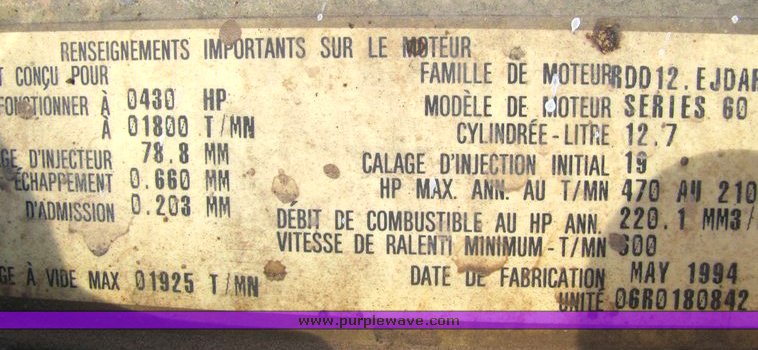 RENSEIGNEMENTS IMPORTANTS SUR LE MOTEUR
T CONÇU POUR
FONCTIONNER À 0430 HP
À 01800 T/MN
GE D'INJECTEUR 78.8 MM
ÉCHAPPEMENT 0.660 MM
D'ADMISSION 0.203 MM
GE À VIDE MAX 01925 T/MN
FAMILLE DE MOTEUR RDD12.EJDAR
MODÈLE DE MOTEUR SERIES 60
CYLINDRÉE-LITRE 12.7
CALAGE D'INJECTION INITIAL 19
HP MAX. ANN. AU T/MN 470 AU 210
DÉBIT DE COMBUSTIBLE AU HP ANN. 220.1 MM3/
VITESSE DE RALENTI MINIMUM-T/MN 600
DATE DE FABRICATION MAY 1994
UNITÉ 06R0180842
www.purplewave.com